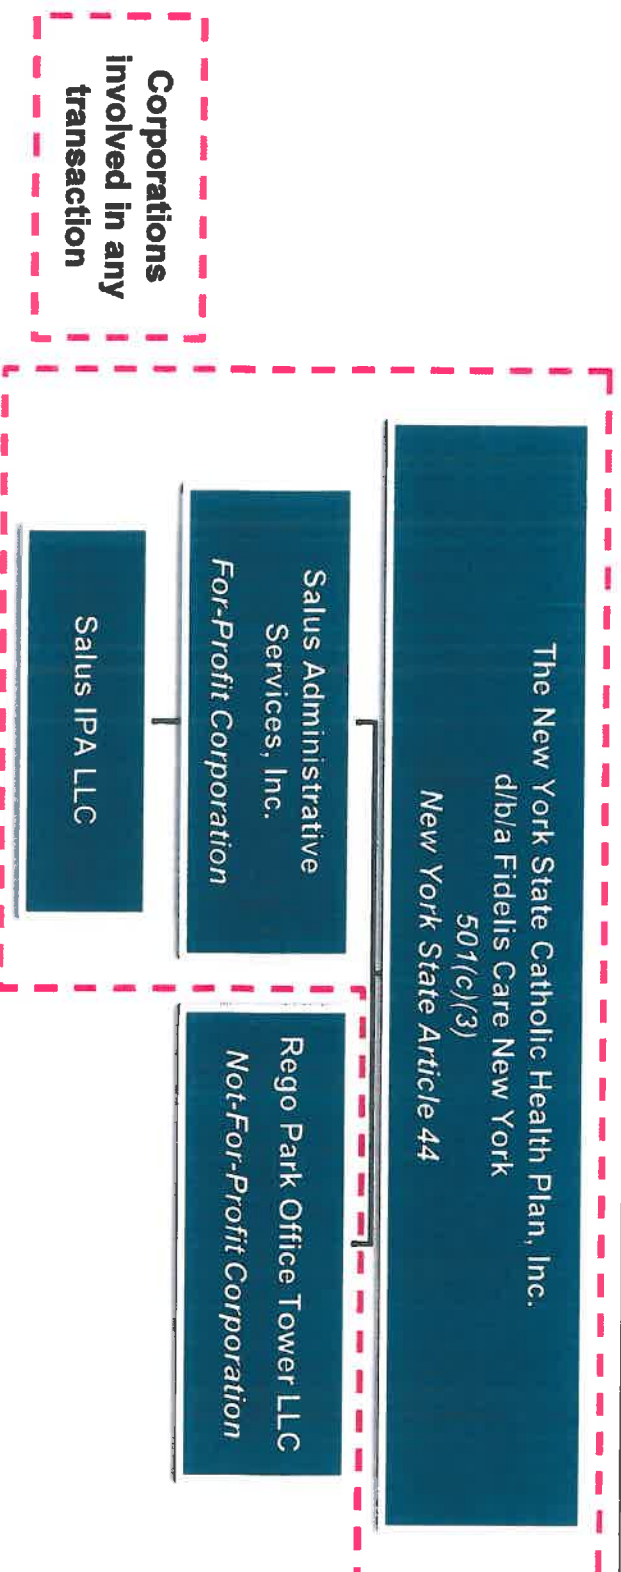 The New York State Catholic Health Plan, Inc.
d/b/a Fidelis Care New York
501(c)(3)
New York State Article 44
Salus Administrative
Services, Inc.
For-Profit Corporation
Rego Park Office Tower LLC
Not-For-Profit Corporation
Salus IPA LLC
Corporations
involved in any
transaction